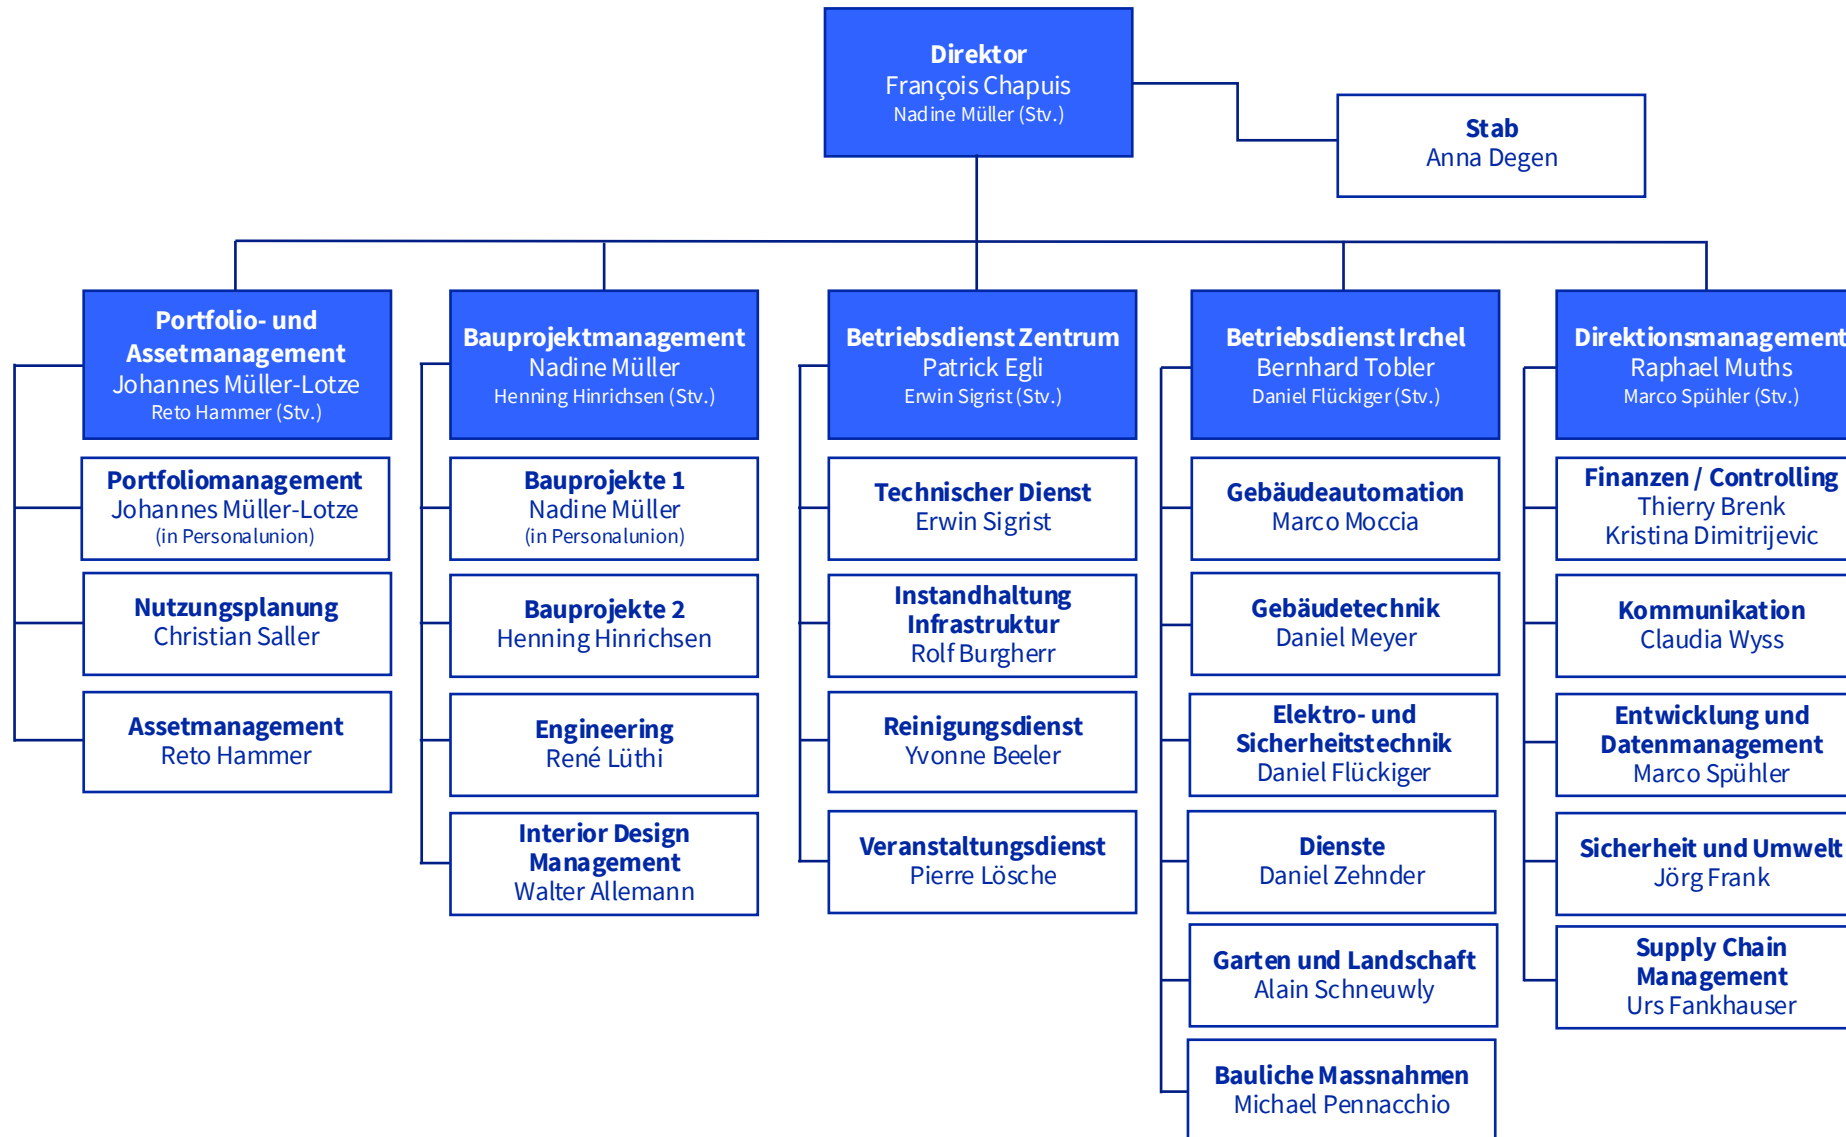 Direktor
François Chapuis
Nadine Müller (Stv.)
Stab
Anna Degen
Portfolio- und
Assetmanagement
Johannes Müller-Lotze
Reto Hammer (Stv.)
Portfoliomanagement
Johannes Müller-Lotze
(in Personalunion)
Nutzungsplanung
Christian Saller
Assetmanagement
Reto Hammer
Bauprojektmanagement
Nadine Müller
Henning Hinrichsen (Stv.)
Bauprojekte 1
Nadine Müller
(in Personalunion)
Bauprojekte 2
Henning Hinrichsen
Engineering
René Lüthi
Interior Design
Management
Walter Allemann
Betriebsdienst Zentrum
Patrick Egli
Erwin Sigrist (Stv.)
Technischer Dienst
Erwin Sigrist
Instandhaltung
Infrastruktur
Rolf Burgherr
Reinigungsdienst
Yvonne Beeler
Veranstaltungsdienst
Pierre Lösche
Betriebsdienst Irchel
Bernhard Tobler
Daniel Flückiger (Stv.)
Gebäudeautomation
Marco Moccia
Gebäudetechnik
Daniel Meyer
Elektro- und
Sicherheitstechnik
Daniel Flückiger
Dienste
Daniel Zehnder
Garten und Landschaft
Alain Schneuwly
Bauliche Massnahmen
Michael Pennacchio
Direktionsmanagement
Raphael Muths
Marco Spühler (Stv.)
Finanzen / Controlling
Thierry Brenk
Kristina Dimitrijevic
Kommunikation
Claudia Wyss
Entwicklung und
Datenmanagement
Marco Spühler
Sicherheit und Umwelt
Jörg Frank
Supply Chain
Management
Urs Fankhauser